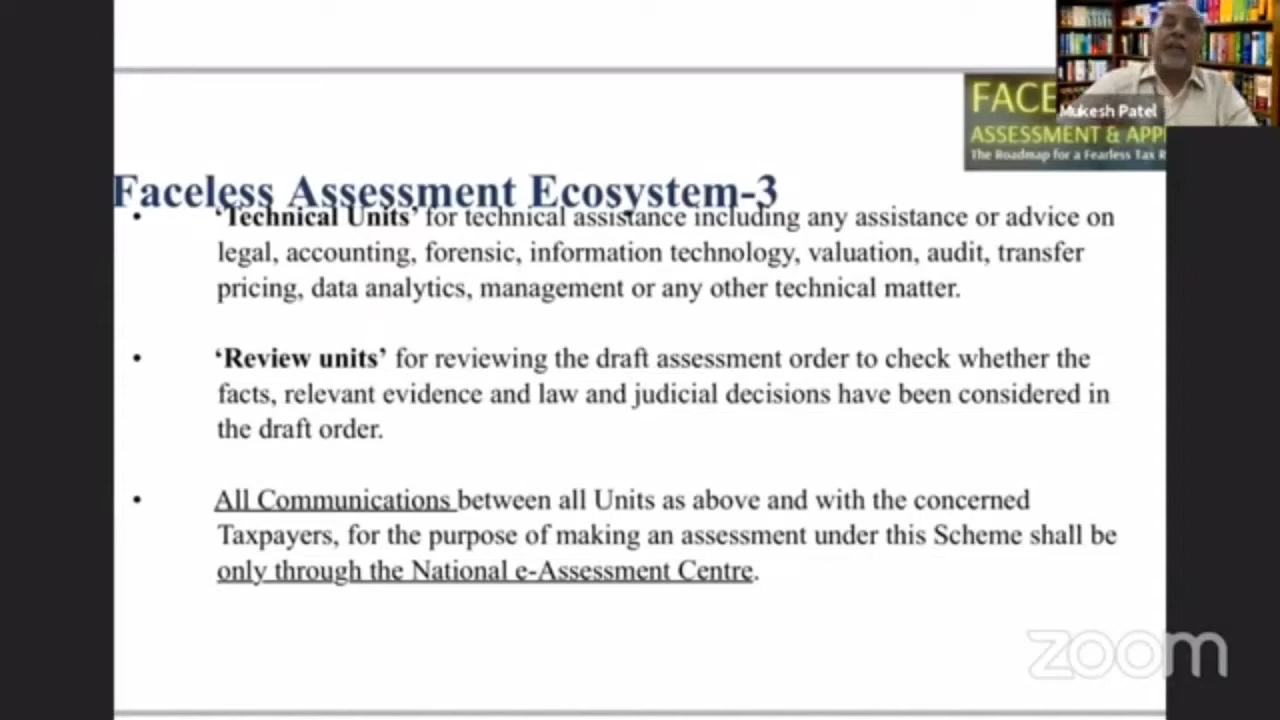 FACE
Mukesh Patel
ASSESSMENT & APP
The Roadmap for a Fearless Tax R
Faceless Assessment Ecosystem-3
• ‘Technical Units’ for technical assistance including any assistance or advice on
legal, accounting, forensic, information technology, valuation, audit, transfer
pricing, data analytics, management or any other technical matter.
• ‘Review units’ for reviewing the draft assessment order to check whether the
facts, relevant evidence and law and judicial decisions have been considered in
the draft order.
• All Communications between all Units as above and with the concerned
Taxpayers, for the purpose of making an assessment under this Scheme shall be
only through the National e-Assessment Centre.
zoom